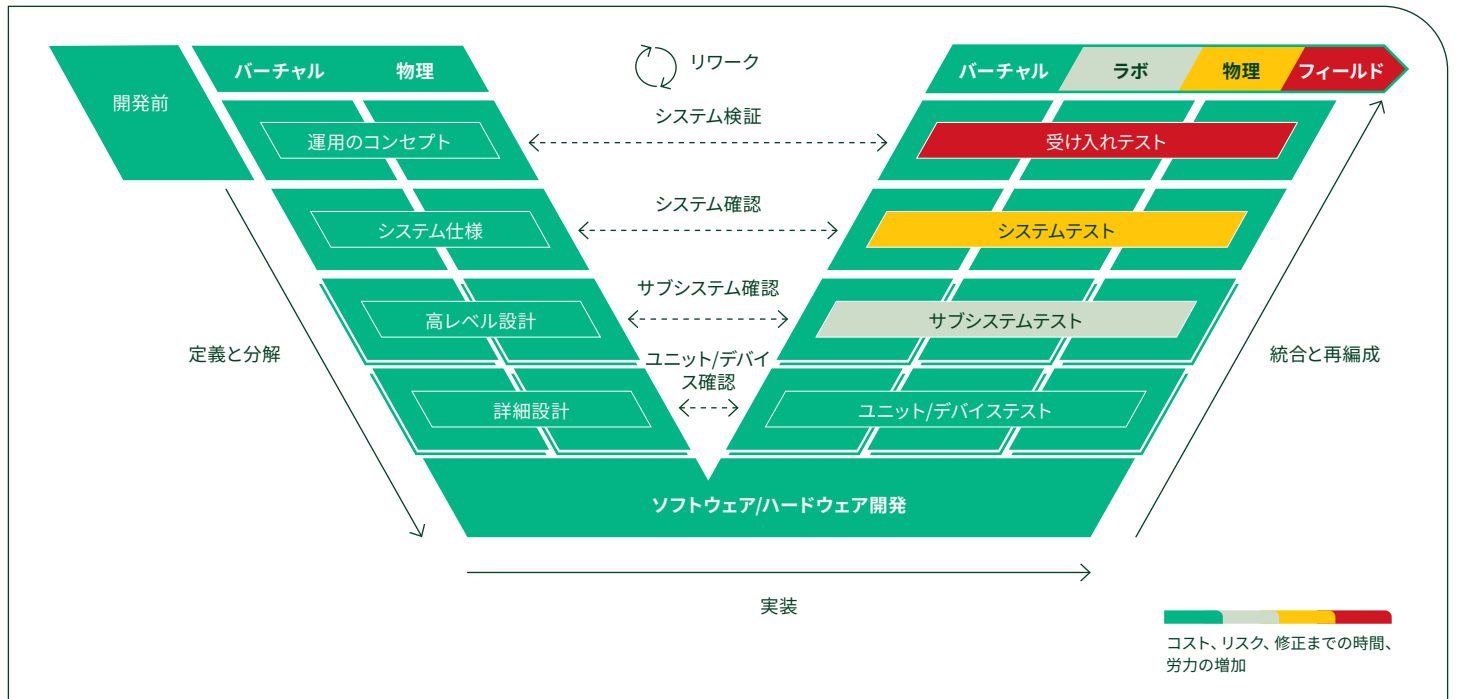 開発前
バーチャル
物理
リワーク
バーチャル
ラボ
物理
フィールド
運用のコンセプト
システム検証
受け入れテスト
システム仕様
システム確認
システムテスト
高レベル設計
サブシステム確認
サブシステムテスト
詳細設計
ユニット/デバイ
ス確認
ユニット/デバイステスト
定義と分解
統合と再編成
ソフトウェア/ハードウェア開発
実装
コスト、リスク、修正までの時間、
労力の増加